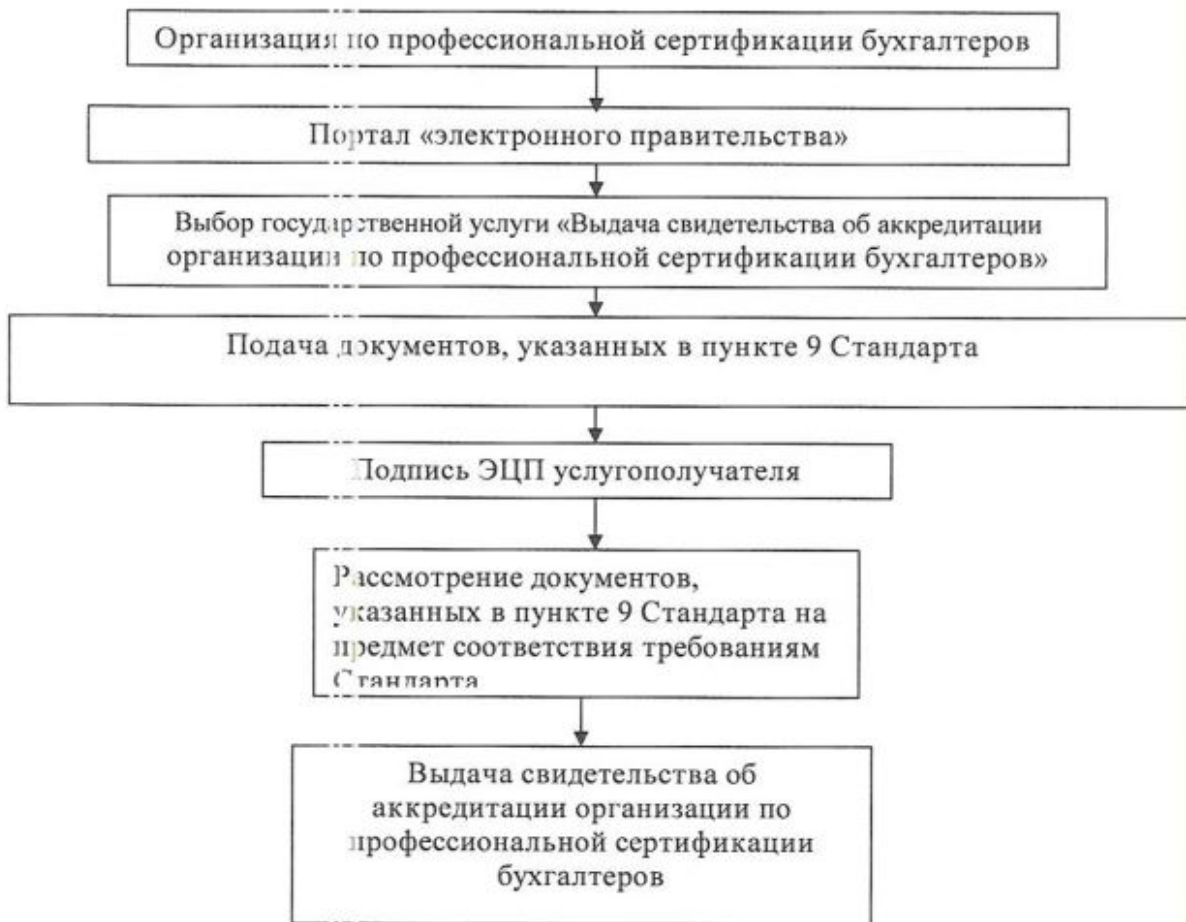 Организация по профессиональной сертификации бухгалтеров
Портал «электронного правительства»
Выбор государственной услуги «Выдача свидетельства об аккредитации
организации по профессиональной сертификации бухгалтеров»
Подача документов, указанных в пункте 9 Стандарта
Подпись ЭЦП услугополучателя
Рассмотрение документов,
указанных в пункте 9 Стандарта на
предмет соответствия требованиям
Стандарта
Выдача свидетельства об
аккредитации организации по
профессиональной сертификации
бухгалтеров